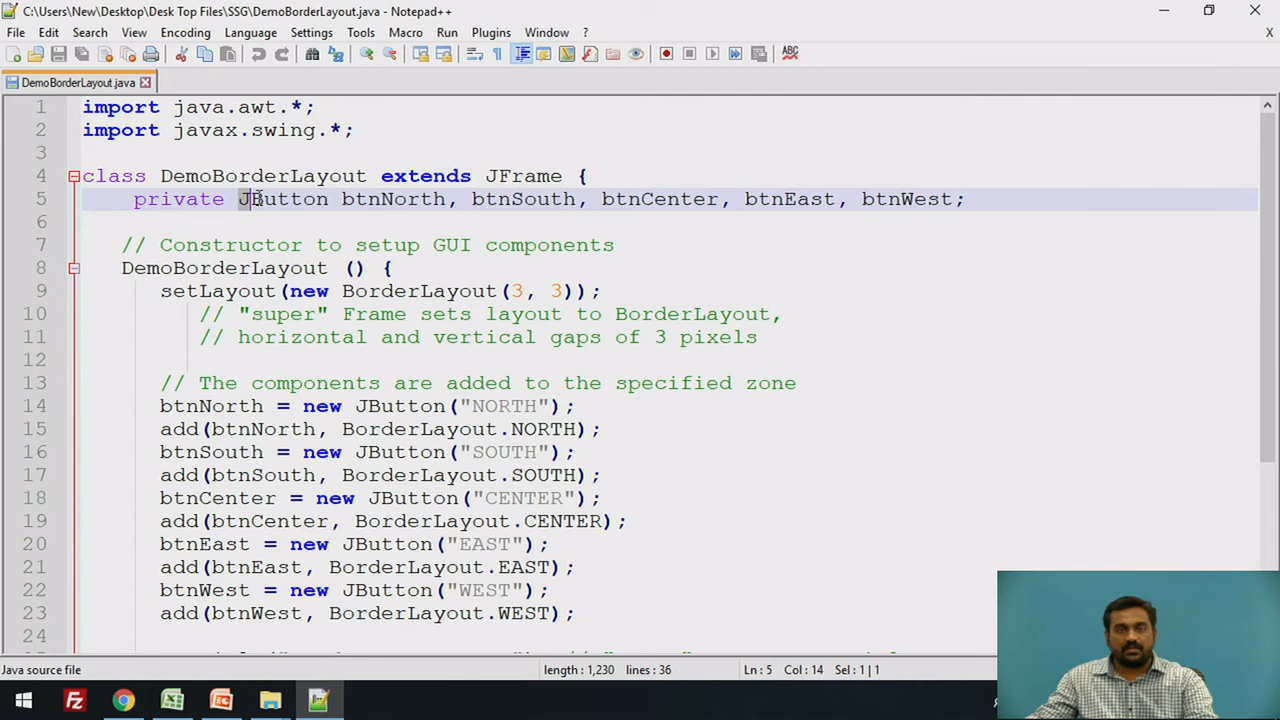 C:\Users\New\Desktop\Desk Top Files\SSG\DemoBorderLayout.java - Notepad++
File Edit Search View Encoding Language Settings Tools Macro Run Plugins Window ? X
DemoBorderLayout.java
1 import java.awt.*;
2 import javax.swing.*;
3
4 class DemoBorderLayout extends JFrame {
5 private JButton btnNorth, btnSouth, btnCenter, btnEast, btnWest;
6
7 // Constructor to setup GUI components
8 DemoBorderLayout () {
9 setLayout(new BorderLayout(3, 3));
10 // "super" Frame sets layout to BorderLayout,
11 // horizontal and vertical gaps of 3 pixels
12
13 // The components are added to the specified zone
14 btnNorth = new JButton("NORTH");
15 add(btnNorth, BorderLayout.NORTH);
16 btnSouth = new JButton("SOUTH");
17 add(btnSouth, BorderLayout.SOUTH);
18 btnCenter = new JButton("CENTER");
19 add(btnCenter, BorderLayout.CENTER);
20 btnEast = new JButton("EAST");
21 add(btnEast, BorderLayout.EAST);
22 btnWest = new JButton("WEST");
23 add(btnWest, BorderLayout.WEST);
24
Java source file length : 1,230 lines : 36 Ln : 5 Col : 14 Sel : 1 | 1